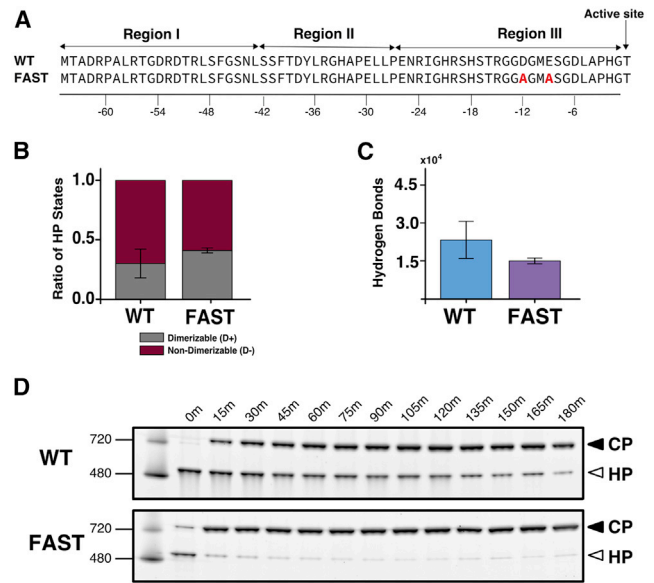 A
Active site
Region I Region II Region III
WT MTADRPALRTGDRDTRLSFGSNLSSFTDYLRGHAPELLPENRIGHRSHSTRGGDGMESGDLAPHGT
FAST MTADRPALRTGDRDTRLSFGSNLSSFTDYLRGHAPELLPENRIGHRSHSTRGGAGMASGDLAPHGT
-60 -54 -48 -42 -36 -30 -24 -18 -12 -6
B
Ratio of HP States
1.0
0.5
0.0
WT FAST
Dimerizable (D+)
Non-Dimerizable (D-)
C
x10⁴
Hydrogen Bonds
4.5
3.0
1.5
WT FAST
D
0m 15m 30m 45m 60m 75m 90m 105m 120m 135m 150m 165m 180m
WT
720
480
CP
HP
FAST
720
480
CP
HP